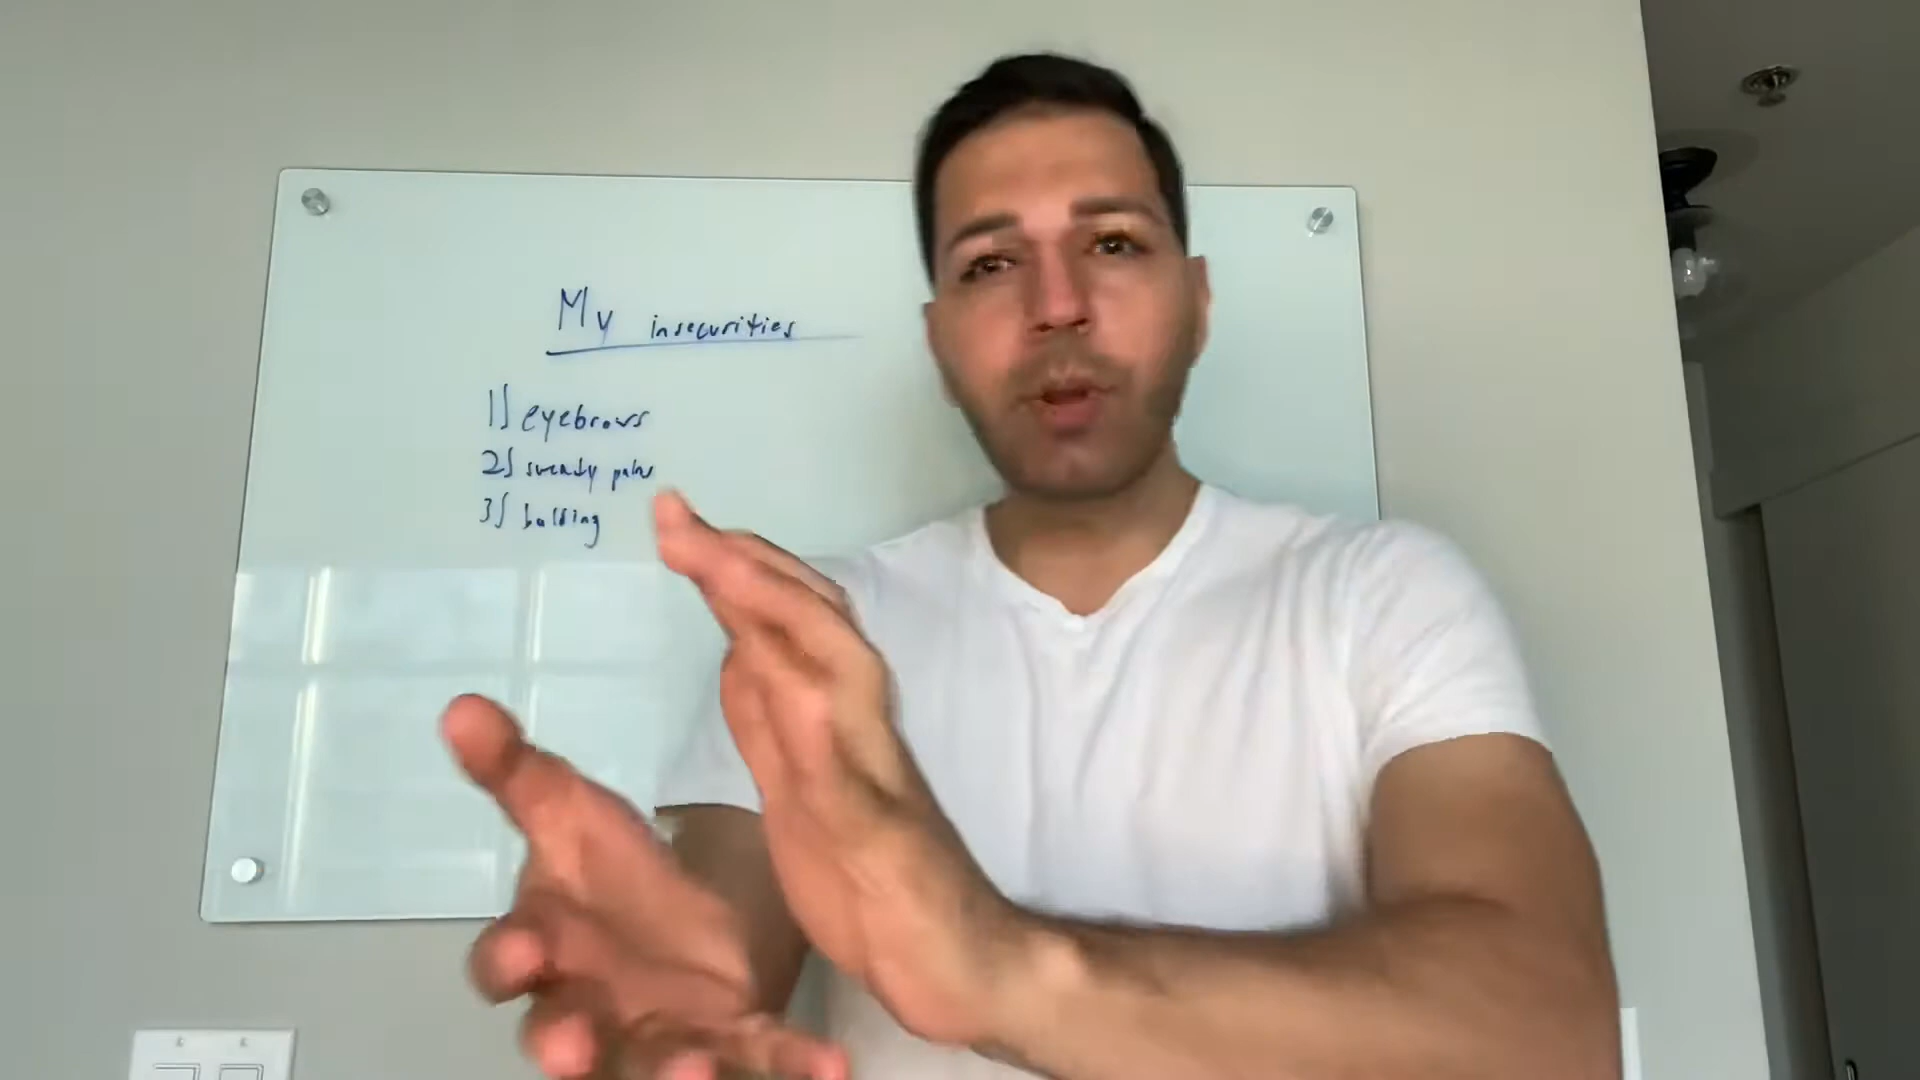 My insecurities
1) eyebrows
2) sweaty palms
3) balding